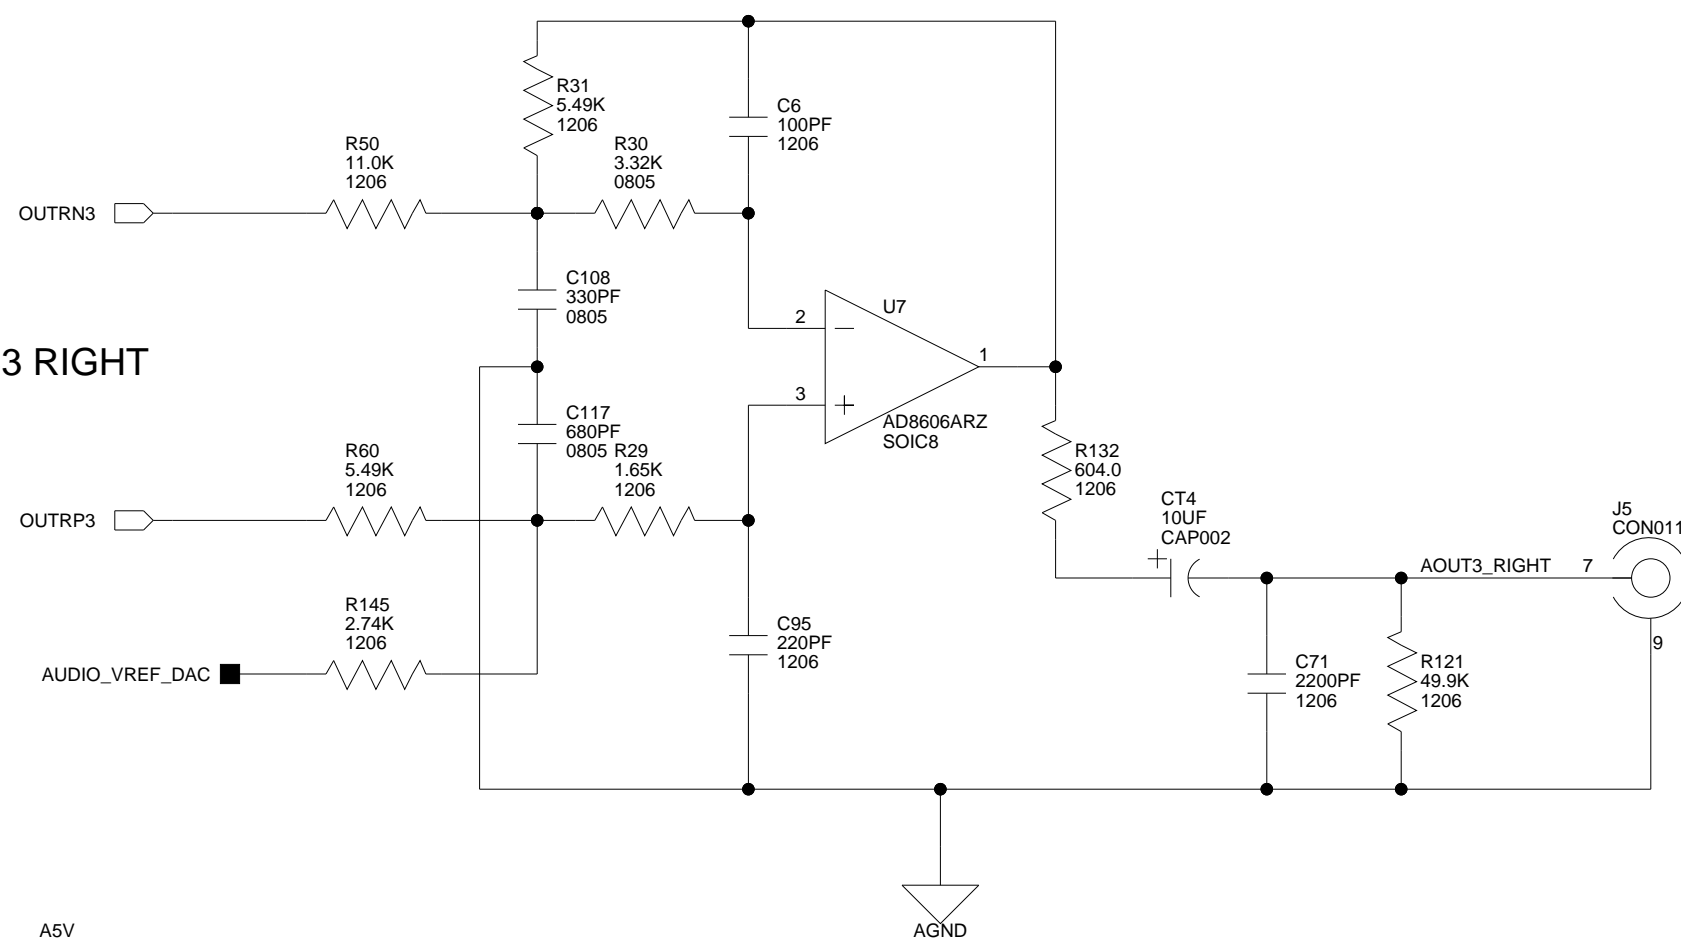 R31
5.49K
1206
C6
100PF
1206
R50
11.0K
1206
R30
3.32K
0805
OUTRN3
C108
330PF
0805
2
U7
3 RIGHT
1
3
C117
680PF
0805
AD8606ARZ
SOIC8
R60
5.49K
1206
R29
1.65K
1206
R132
604.0
1206
OUTRP3
CT4
10UF
CAP002
J5
CON011
AOUT3_RIGHT
7
R145
2.74K
1206
C95
220PF
1206
9
AUDIO_VREF_DAC
C71
2200PF
1206
R121
49.9K
1206
A5V
AGND